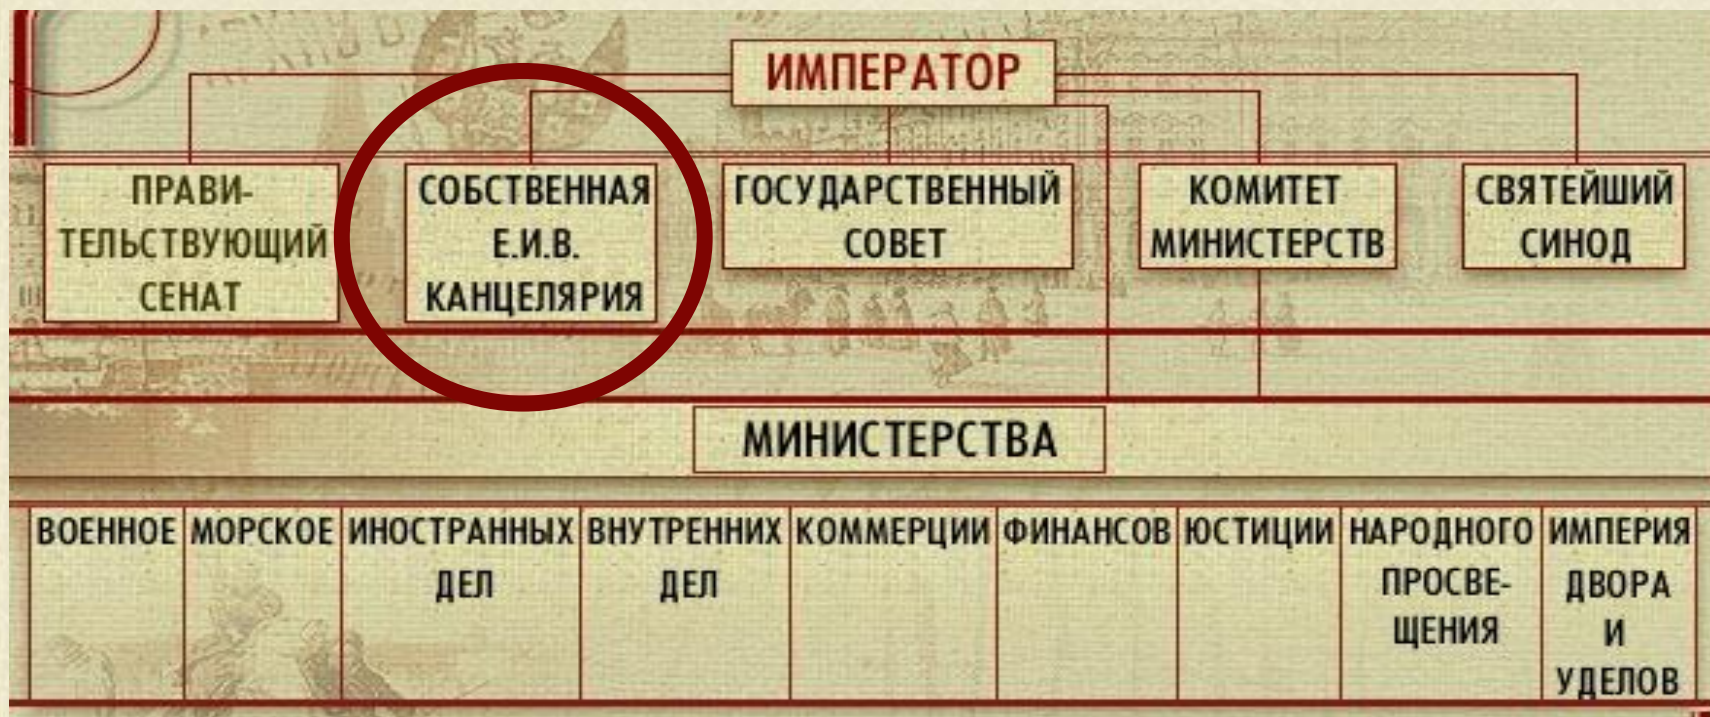 ИМПЕРАТОР
ПРАВИ-
ТЕЛЬСТВУЮЩИЙ
СЕНАТ
СОБСТВЕННАЯ
Е.И.В.
КАНЦЕЛЯРИЯ
ГОСУДАРСТВЕННЫЙ
СОВЕТ
КОМИТЕТ
МИНИСТЕРСТВ
СВЯТЕЙШИЙ
СИНОД
МИНИСТЕРСТВА
ВОЕННОЕ
МОРСКОЕ
ИНОСТРАННЫХ
ДЕЛ
ВНУТРЕННИХ
ДЕЛ
КОММЕРЦИИ
ФИНАНСОВ
ЮСТИЦИИ
НАРОДНОГО
ПРОСВЕ-
ЩЕНИЯ
ИМПЕРИЯ
ДВОРА
И
УДЕЛОВ